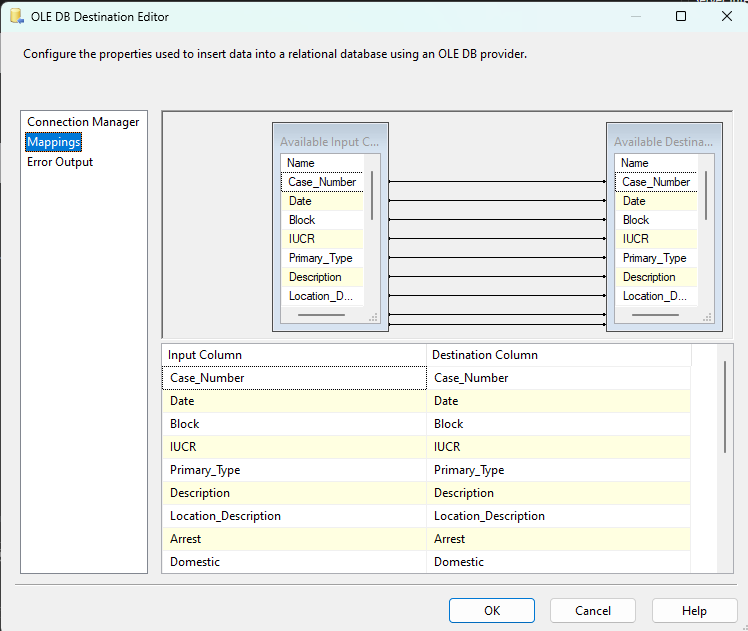 OLE DB Destination Editor
Configure the properties used to insert data into a relational database using an OLE DB provider.
Connection Manager
Mappings
Error Output
Available Input C...
Name
Case_Number
Date
Block
IUCR
Primary_Type
Description
Location_D...
Available Destina...
Name
Case_Number
Date
Block
IUCR
Primary_Type
Description
Location_D...
Input Column Destination Column
Case_Number Case_Number
Date Date
Block Block
IUCR IUCR
Primary_Type Primary_Type
Description Description
Location_Description Location_Description
Arrest Arrest
Domestic Domestic
OK Cancel Help